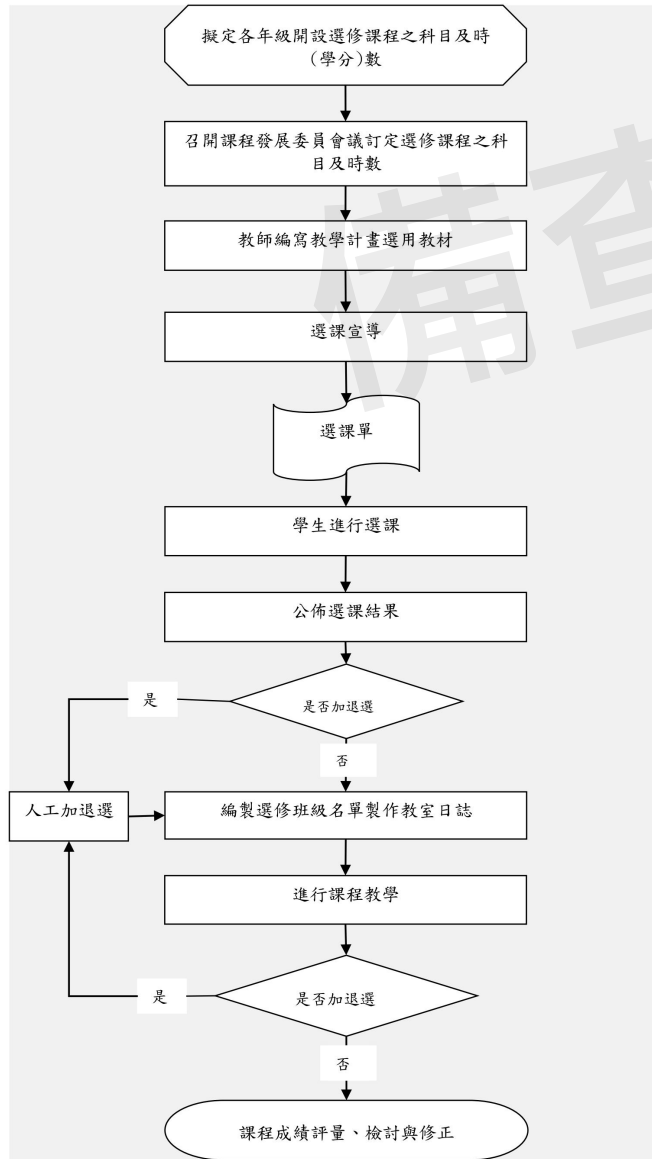 擬定各年級開設選修課程之科目及時
(學分)數
召開課程發展委員會議訂定選修課程之科
目及時數
教師編寫教學計畫選用教材
選課宣導
選課單
學生進行選課
公佈選課結果
是否加退選
是
否
人工加退選
編製選修班級名單製作教室日誌
進行課程教學
是否加退選
是
否
課程成績評量、檢討與修正
備查